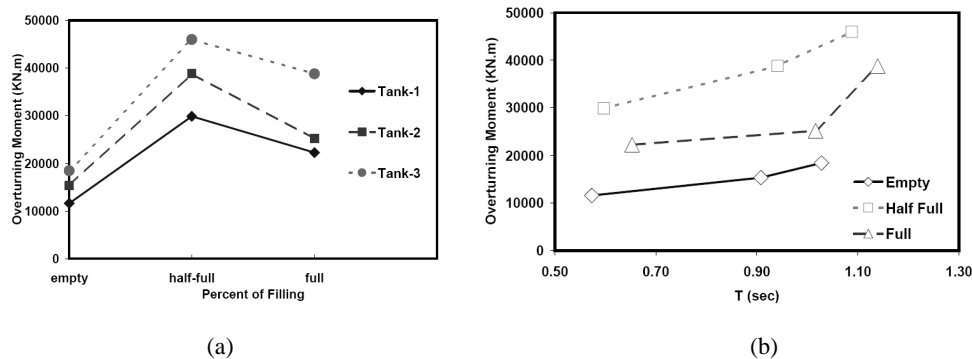 50000
40000
30000
20000
10000
0
Overturning Moment (KN.m)
empty
half-full
full
Percent of Filling
Tank-1
Tank-2
Tank-3
(a)
50000
40000
30000
20000
10000
0
Overturning Moment (KN.m)
0.50
0.70
0.90
1.10
1.30
T (sec)
Empty
Half Full
Full
(b)